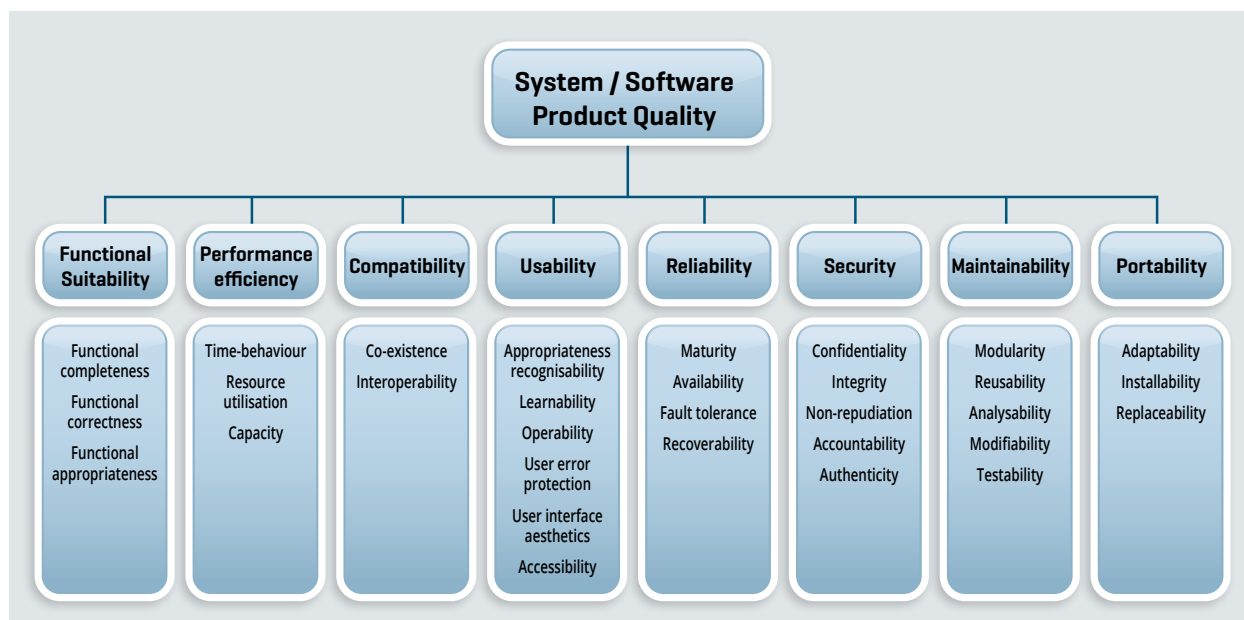 System / Software
Product Quality
Functional
Suitability
Performance
efficiency
Compatibility
Usability
Reliability
Security
Maintainability
Portability
Functional
completeness
Functional
correctness
Functional
appropriateness
Time-behaviour
Resource
utilisation
Capacity
Co-existence
Interoperability
Appropriateness
recognisability
Learnability
Operability
User error
protection
User interface
aesthetics
Accessibility
Maturity
Availability
Fault tolerance
Recoverability
Confidentiality
Integrity
Non-repudiation
Accountability
Authenticity
Modularity
Reusability
Analysability
Modifiability
Testability
Adaptability
Installability
Replaceability